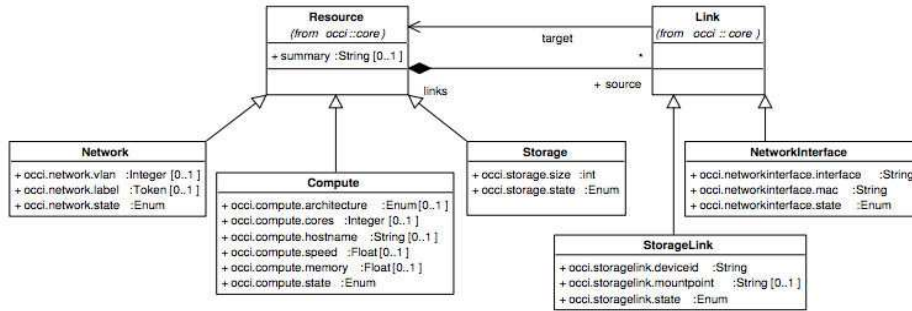 Resource
(from occi ::core)
+ summary :String [0..1]
Link
(from occi :: core)
target
*
links
+ source
Network
+ occi.network.vlan :Integer [0..1]
+ occi.network.label :Token [0..1]
+ occi.network.state :Enum
Compute
+ occi.compute.architecture :Enum [0..1]
+ occi.compute.cores :Integer [0..1]
+ occi.compute.hostname :String [0..1]
+ occi.compute.speed :Float [0..1]
+ occi.compute.memory :Float [0..1]
+ occi.compute.state :Enum
Storage
+ occi.storage.size :int
+ occi.storage.state :Enum
NetworkInterface
+ occi.networkinterface.interface :String
+ occi.networkinterface.mac :String
+ occi.networkinterface.state :Enum
StorageLink
+ occi.storagelink.deviceid :String
+ occi.storagelink.mountpoint :String [0..1]
+ occi.storagelink.state :Enum